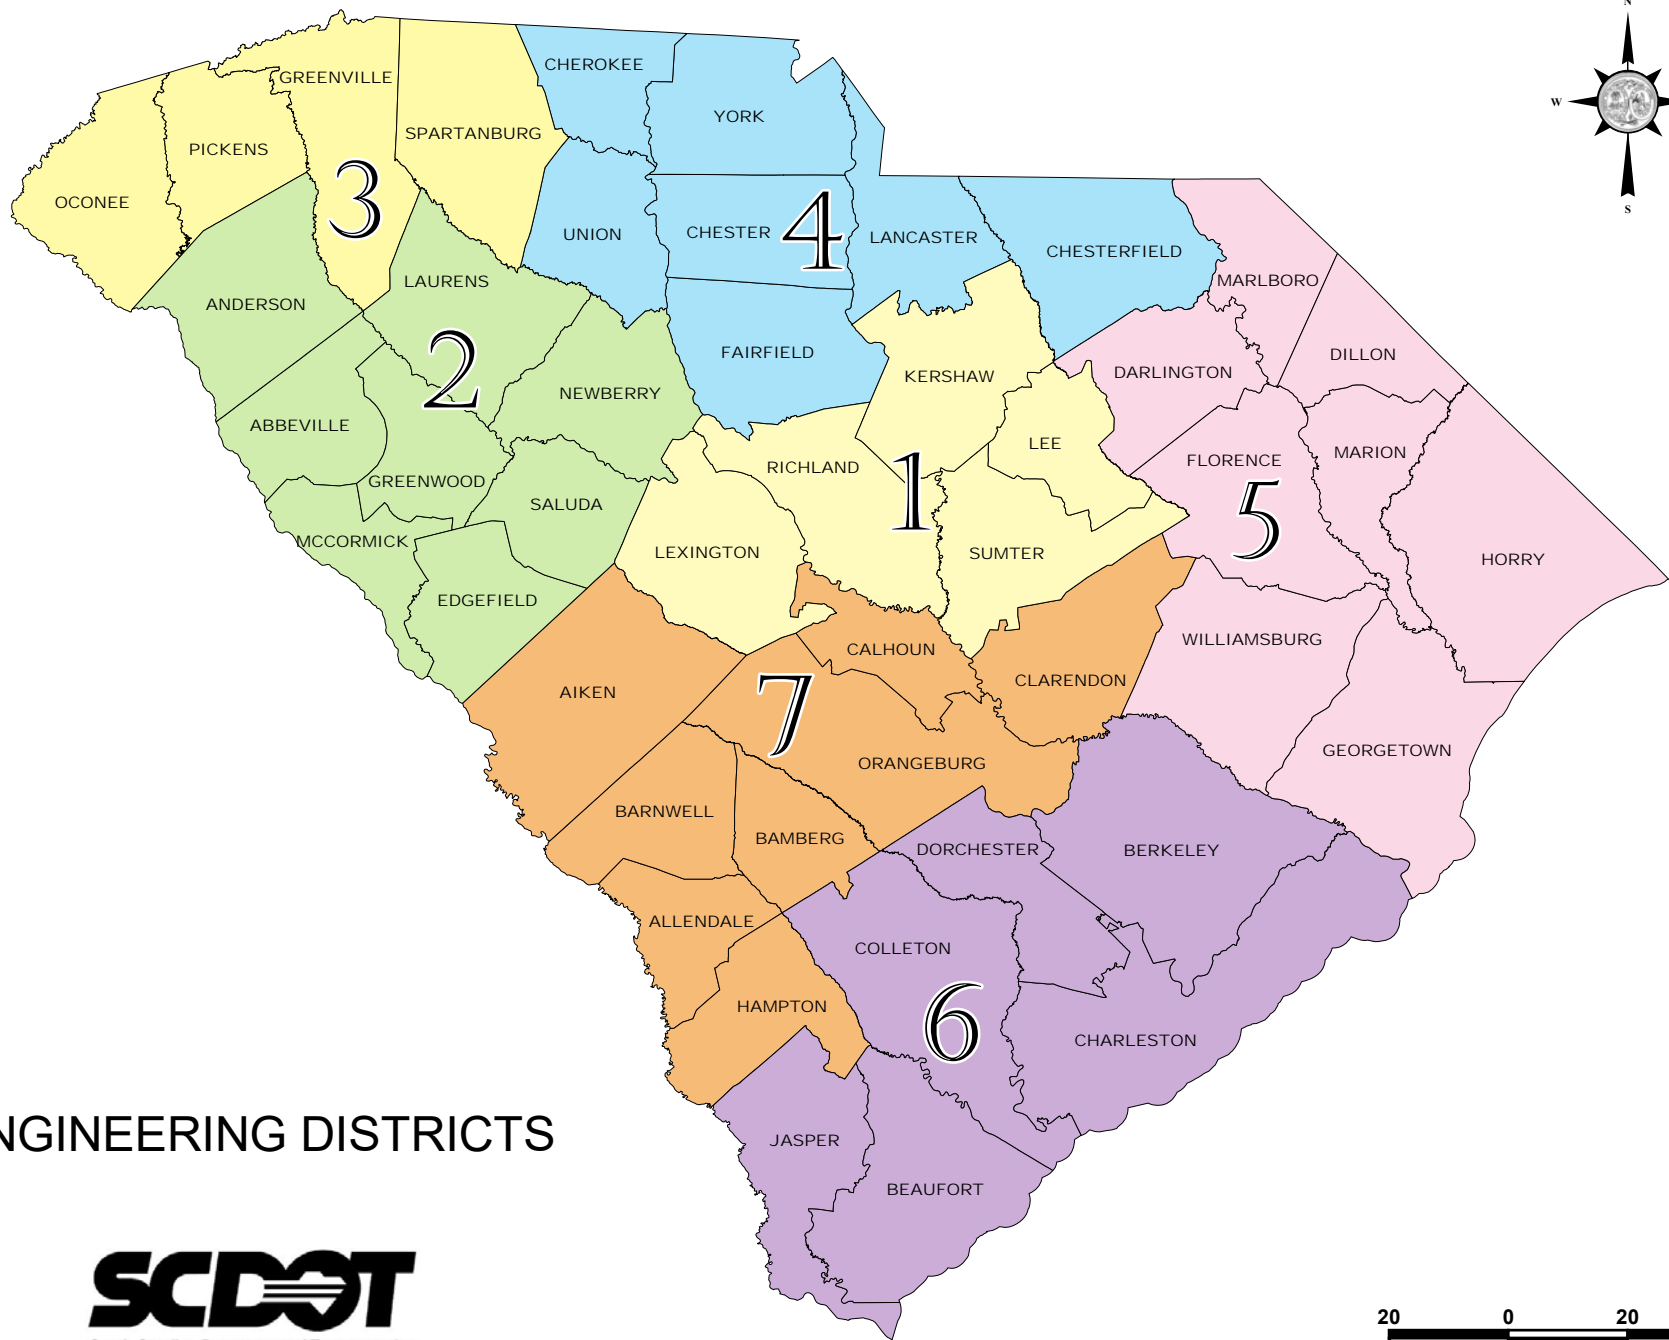 N
W
S
CHEROKEE
GREENVILLE
YORK
SPARTANBURG
PICKENS
OCONEE
3
UNION
CHESTER
4
LANCASTER
CHESTERFIELD
MARLBORO
LAURENS
ANDERSON
2
FAIRFIELD
DILLON
KERSHAW
DARLINGTON
NEWBERRY
ABBEVILLE
LEE
MARION
RICHLAND
FLORENCE
GREENWOOD
1
5
SALUDA
MCCORMICK
LEXINGTON
SUMTER
HORRY
EDGEFIELD
WILLIAMSBURG
CALHOUN
CLARENDON
AIKEN
7
ORANGEBURG
GEORGETOWN
BARNWELL
BAMBERG
DORCHESTER
BERKELEY
ALLENDALE
COLLETON
HAMPTON
6
CHARLESTON
NGINEERING DISTRICTS
JASPER
BEAUFORT
SCDOT
20 0 20